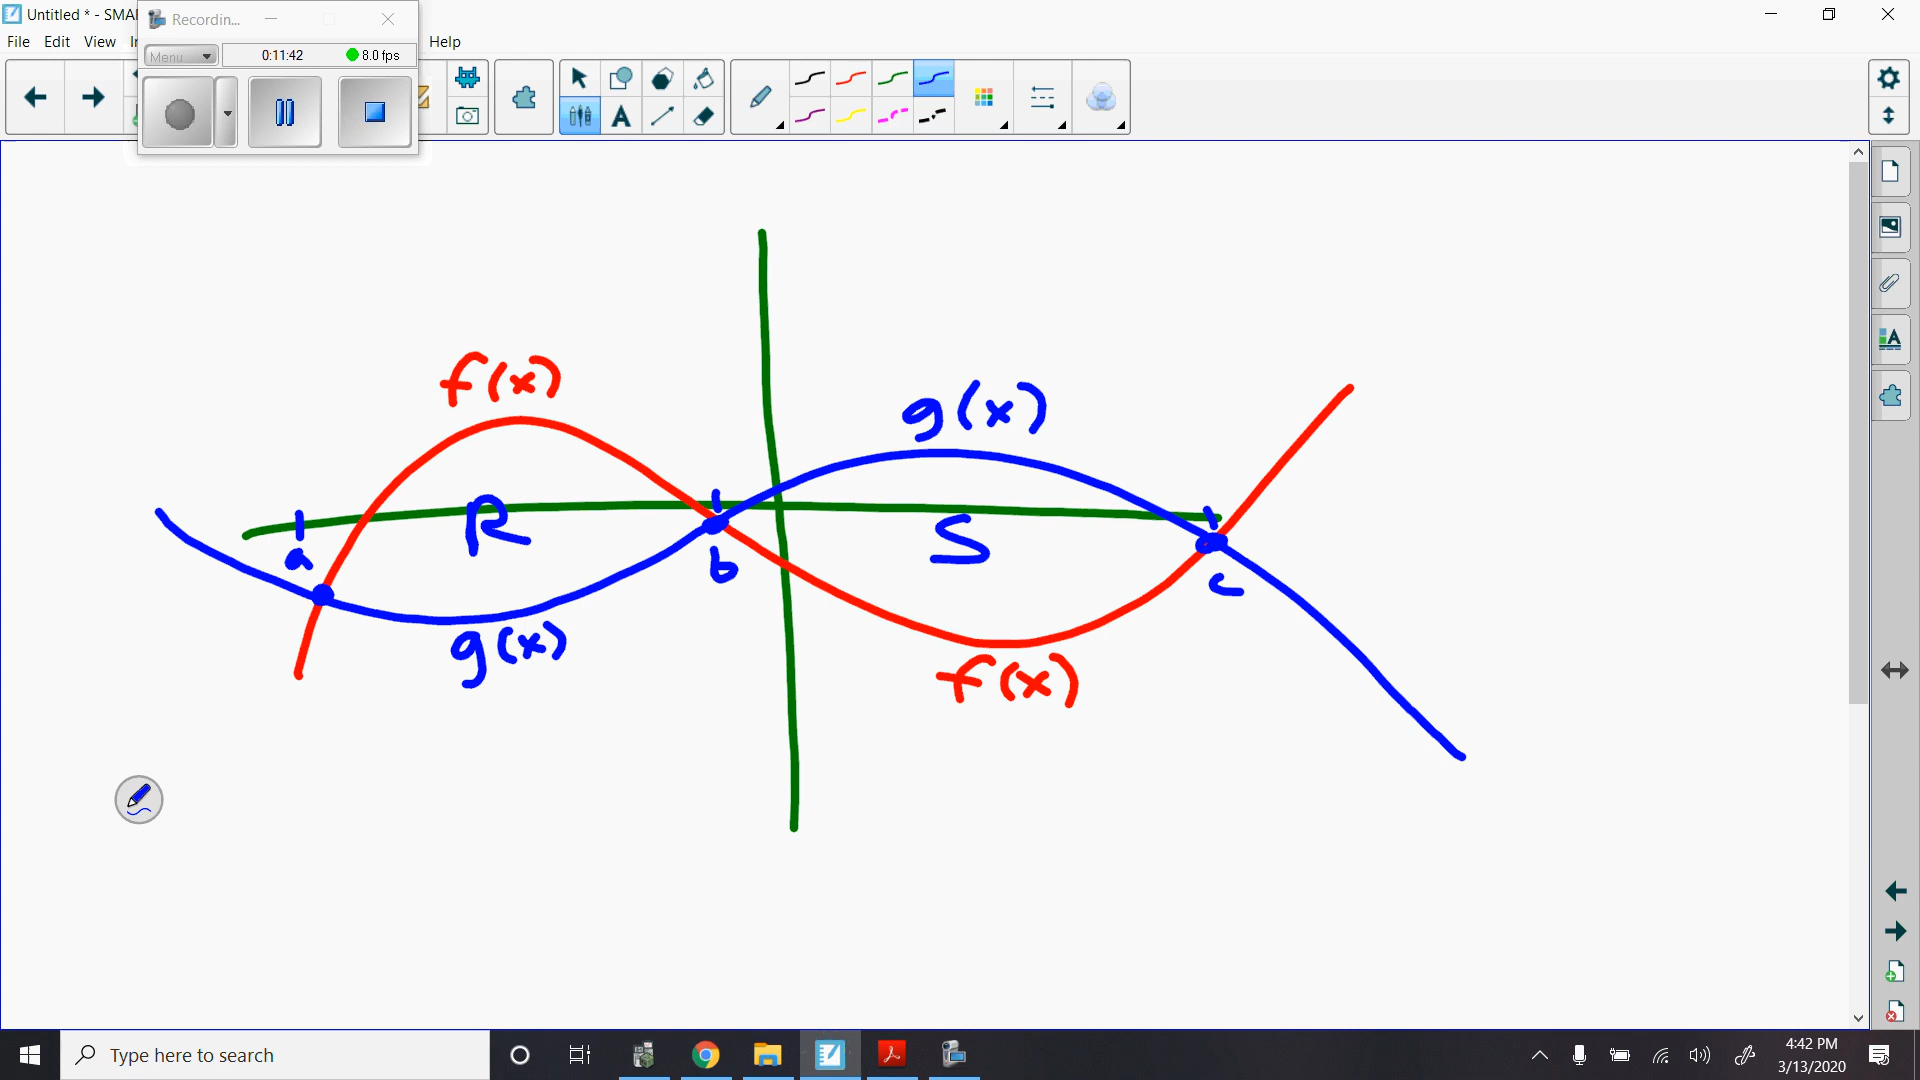 Untitled * - SMA
Recordin...
File Edit View Help
Menu 0:11:42 8.0 fps
A
A
f(x)
g(x)
R
S
a
b
c
g(x)
f(x)
Type here to search
4:42 PM
3/13/2020